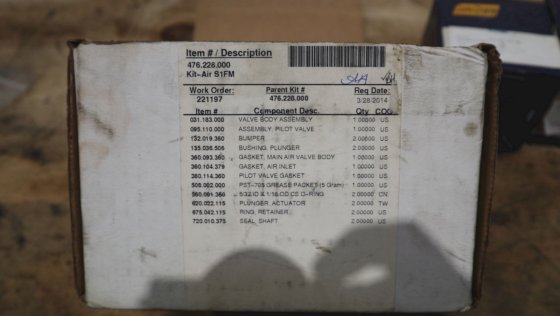 Item # / Description
476.228.000
Kit-Air S1FM
Work Order: Parent Kit # Req Date:
221197 476.228.000 3/28/2014
Item # Component Desc. Qty COO
031.183.000 VALVE BODY ASSEMBLY 1.00000 US
095.110.000 ASSEMBLY, PILOT VALVE 1.00000 US
132.019.360 BUMPER 2.00000 US
135.036.506 BUSHING, PLUNGER 2.00000 US
360.093.360 GASKET, MAIN AIR VALVE BODY 1.00000 US
360.104.379 GASKET, AIR INLET 1.00000 US
360.114.360 PILOT VALVE GASKET 1.00000 US
508.002.000 PST-705 GREASE PACKET (5 Gram) 1.00000 US
560.001.360 5/32 ID X 1/16 OD CS O-RING 2.00000 CN
620.022.115 PLUNGER, ACTUATOR 2.00000 TW
675.042.115 RING, RETAINER 2.00000 US
720.010.375 SEAL, SHAFT 2.00000 US